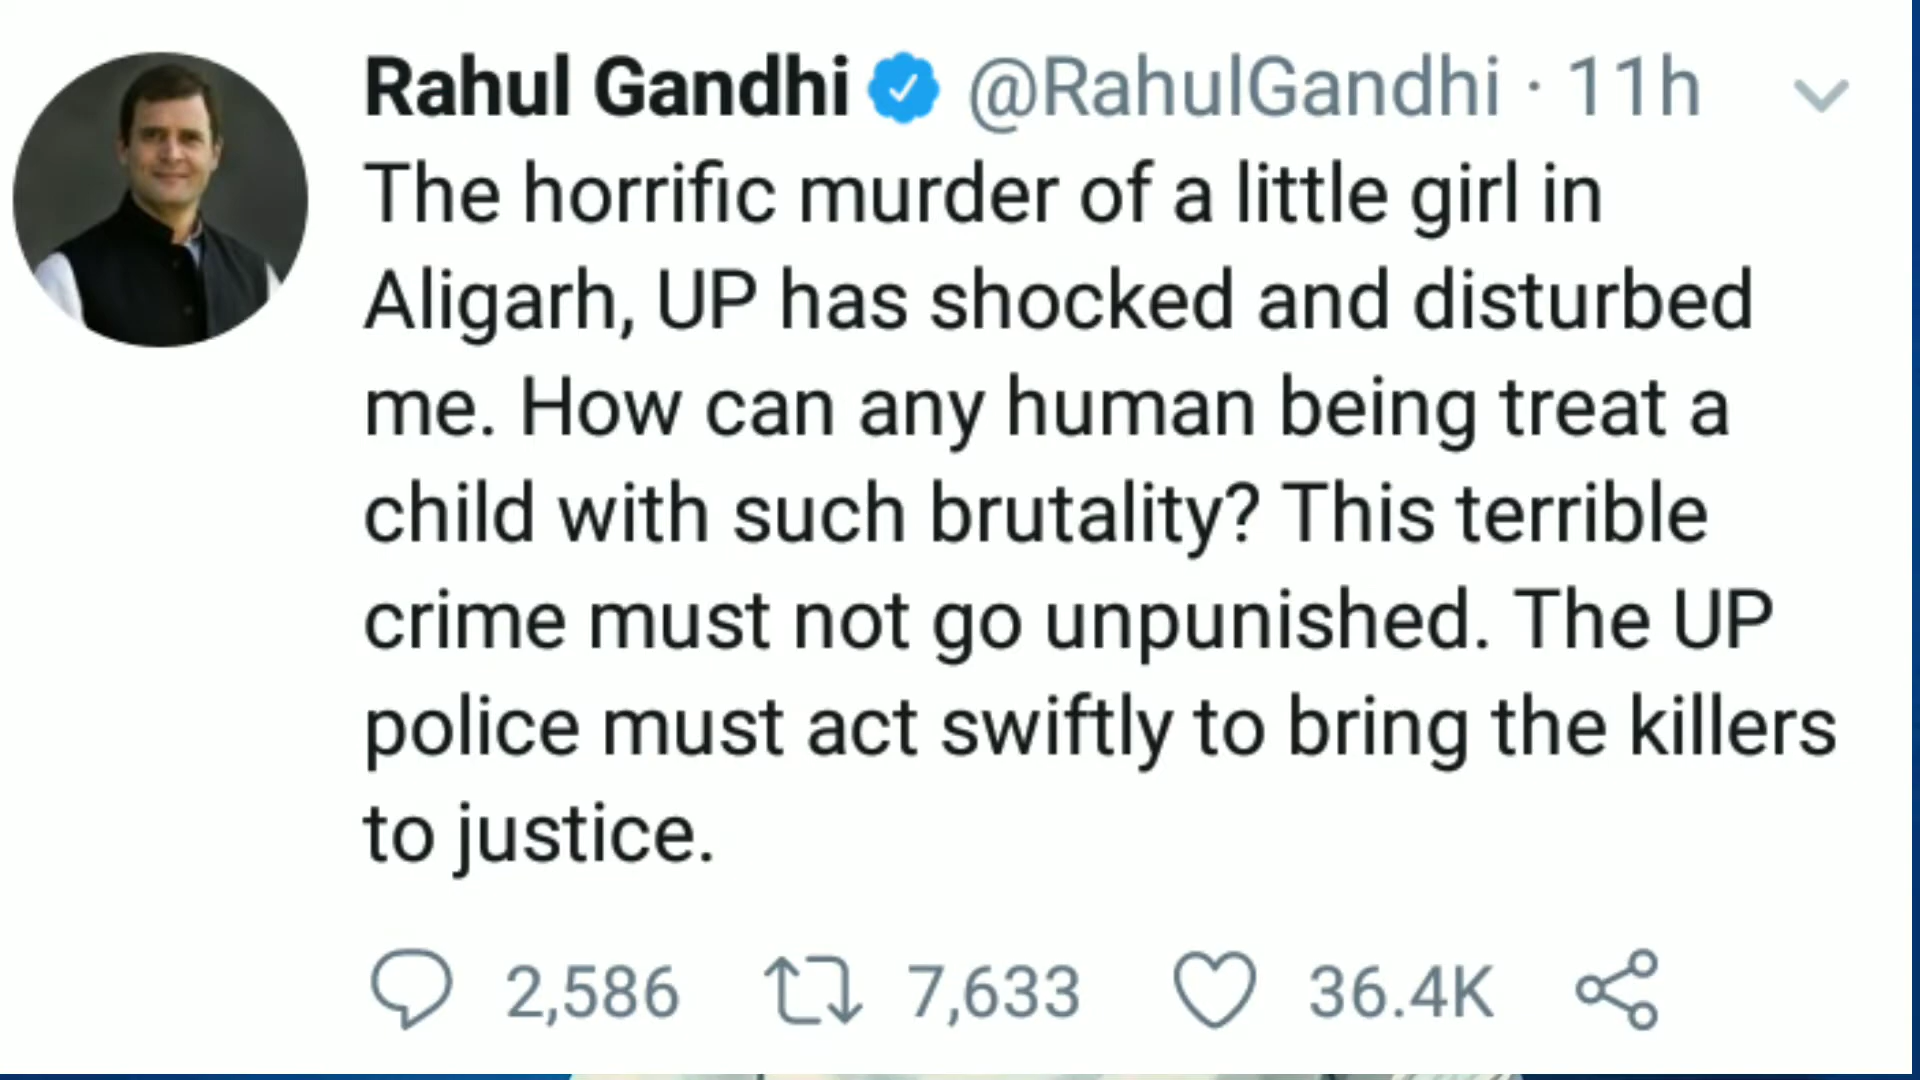 Rahul Gandhi @RahulGandhi · 11h
The horrific murder of a little girl in
Aligarh, UP has shocked and disturbed
me. How can any human being treat a
child with such brutality? This terrible
crime must not go unpunished. The UP
police must act swiftly to bring the killers
to justice.
2,586 7,633 36.4K